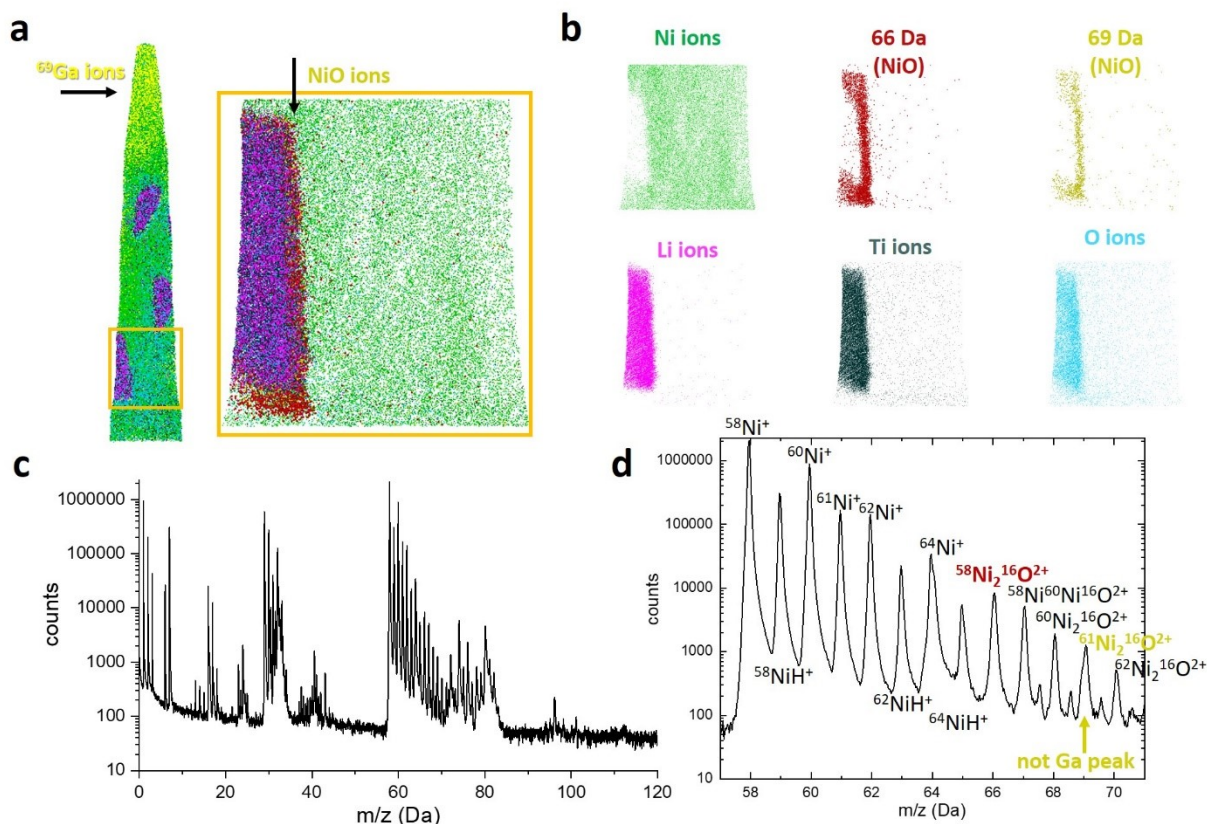 a
⁶⁹Ga ions
NiO ions
b
Ni ions
66 Da
(NiO)
69 Da
(NiO)
Li ions
Ti ions
O ions
c
1000000
100000
10000
1000
100
10
counts
0
20
40
60
80
100
120
m/z (Da)
d
1000000
100000
10000
1000
100
10
counts
⁵⁸Ni⁺
⁶⁰Ni⁺
⁶¹Ni⁺
⁶²Ni⁺
⁶⁴Ni⁺
⁵⁸Ni₂¹⁶O²⁺
⁵⁸Ni⁶⁰Ni¹⁶O²⁺
⁶⁰Ni₂¹⁶O²⁺
⁶¹Ni₂¹⁶O²⁺
⁶²Ni₂¹⁶O²⁺
⁵⁸NiH⁺
⁶²NiH⁺
⁶⁴NiH⁺
not Ga peak
58
60
62
64
66
68
70
m/z (Da)